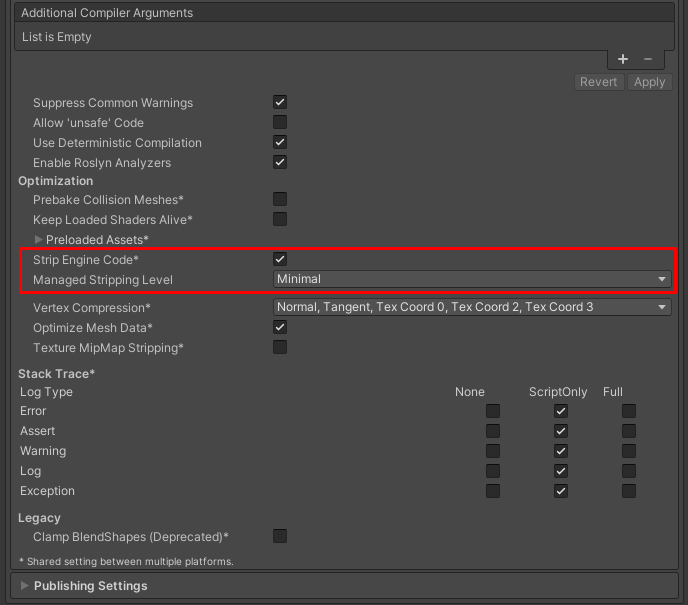 Additional Compiler Arguments
List is Empty
+ −
Revert Apply
Suppress Common Warnings
Allow 'unsafe' Code
Use Deterministic Compilation
Enable Roslyn Analyzers
Optimization
Prebake Collision Meshes*
Keep Loaded Shaders Alive*
Preloaded Assets*
Strip Engine Code*
Managed Stripping Level Minimal
Vertex Compression* Normal, Tangent, Tex Coord 0, Tex Coord 2, Tex Coord 3
Optimize Mesh Data*
Texture MipMap Stripping*
Stack Trace*
Log Type None ScriptOnly Full
Error
Assert
Warning
Log
Exception
Legacy
Clamp BlendShapes (Deprecated)*
* Shared setting between multiple platforms.
Publishing Settings